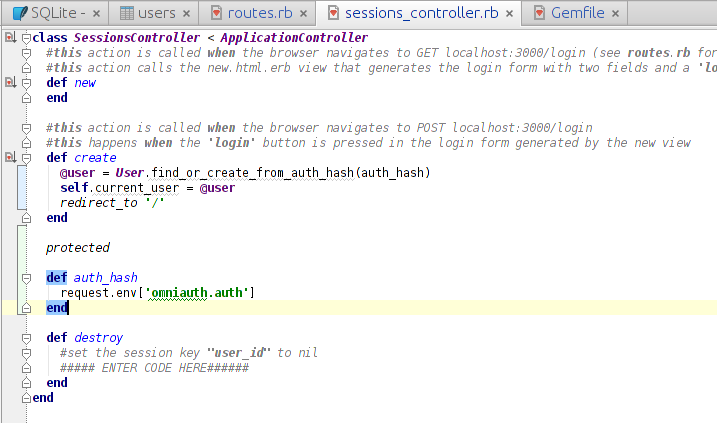 SQLite - × users × routes.rb × sessions_controller.rb × Gemfile ×
class SessionsController < ApplicationController
  #this action is called when the browser navigates to GET localhost:3000/login (see routes.rb for
  #this action calls the new.html.erb view that generates the login form with two fields and a 'lo
  def new
  end

  #this action is called when the browser navigates to POST localhost:3000/login
  #this happens when the 'login' button is pressed in the login form generated by the new view
  def create
    @user = User.find_or_create_from_auth_hash(auth_hash)
    self.current_user = @user
    redirect_to '/'
  end

  protected

  def auth_hash
    request.env['omniauth.auth']
  end

  def destroy
    #set the session key "user_id" to nil
    ##### ENTER CODE HERE######
  end
end